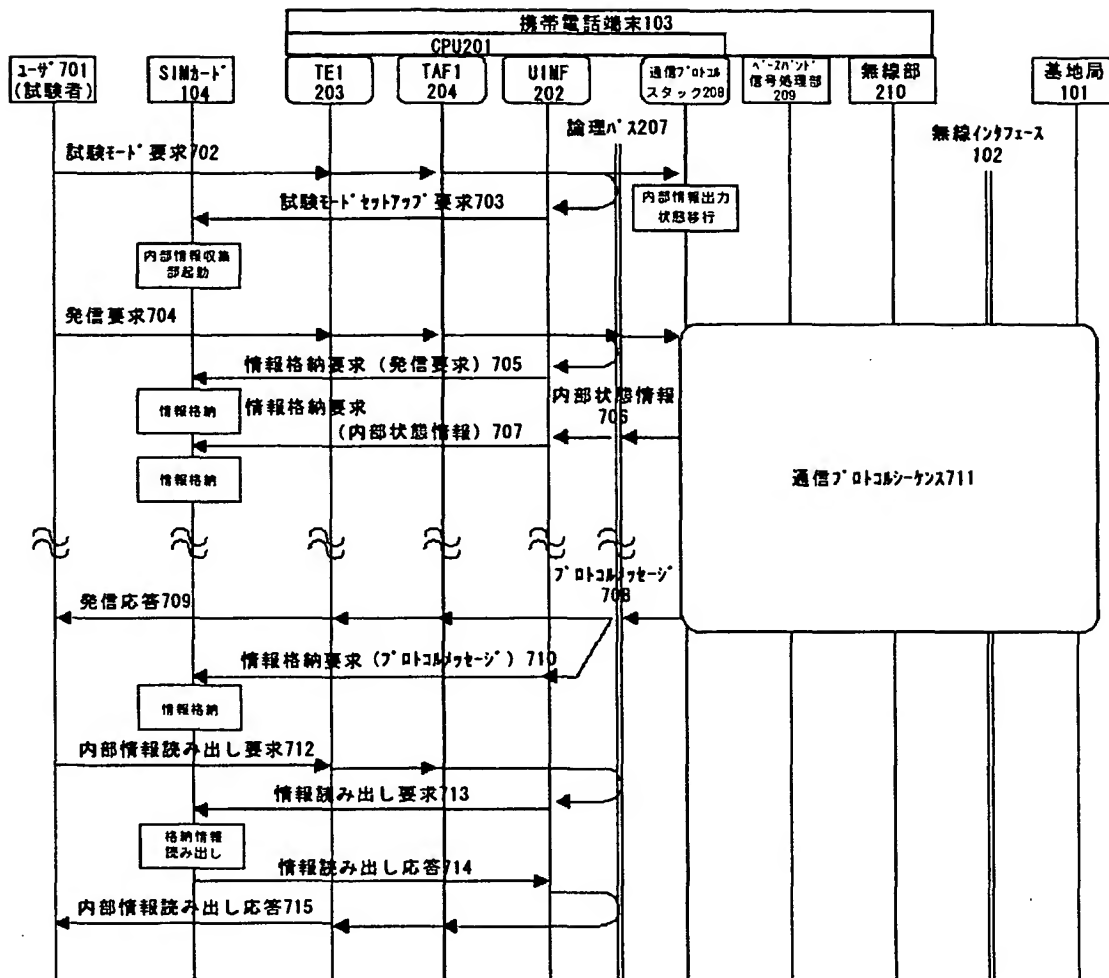 携帯電話端末103
CPU201
ﾕｰｻﾞ701
(試験者)
SIMｶｰﾄﾞ
104
TE1
203
TAF1
204
UIMF
202
通信ﾌﾟﾛﾄｺﾙ
スタック208
ﾍﾞｰｽﾊﾞﾝﾄﾞ
信号処理部
209
無線部
210
基地局
101
論理ﾊﾟｽ207
無線ｲﾝﾀﾌｪｰｽ
102
試験ﾓｰﾄﾞ要求702
試験ﾓｰﾄﾞｾｯﾄｱｯﾌﾟ要求703
内部情報出力
状態移行
内部情報収集
部起動
発信要求704
情報格納要求(発信要求)705
情報格納
情報格納要求
(内部状態情報)707
内部状態情報
706
情報格納
通信ﾌﾟﾛﾄｺﾙｼｰｹﾝｽ711
ﾌﾟﾛﾄｺﾙﾒｯｾｰｼﾞ
708
発信応答709
情報格納要求(ﾌﾟﾛﾄｺﾙﾒｯｾｰｼﾞ)710
情報格納
内部情報読み出し要求712
情報読み出し要求713
格納情報
読み出し
情報読み出し応答714
内部情報読み出し応答715